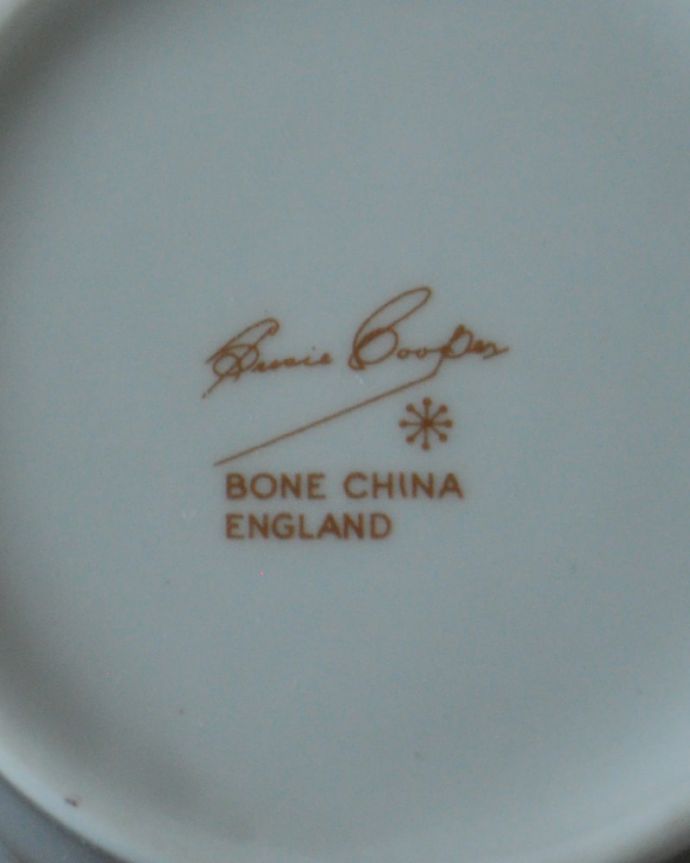 Susie Cooper
BONE CHINA
ENGLAND